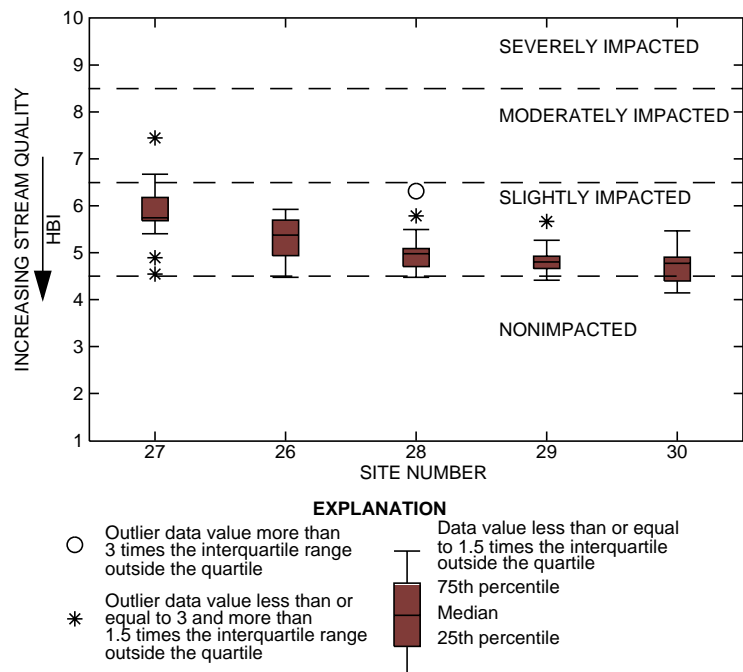 10
9
8
7
6
5
4
3
2
1
INCREASING STREAM QUALITY
HBI
SEVERELY IMPACTED
MODERATELY IMPACTED
SLIGHTLY IMPACTED
NONIMPACTED
27 26 28 29 30
SITE NUMBER
EXPLANATION
Outlier data value more than
3 times the interquartile range
outside the quartile
Outlier data value less than or
equal to 3 and more than
1.5 times the interquartile range
outside the quartile
Data value less than or equal
to 1.5 times the interquartile
outside the quartile
75th percentile
Median
25th percentile